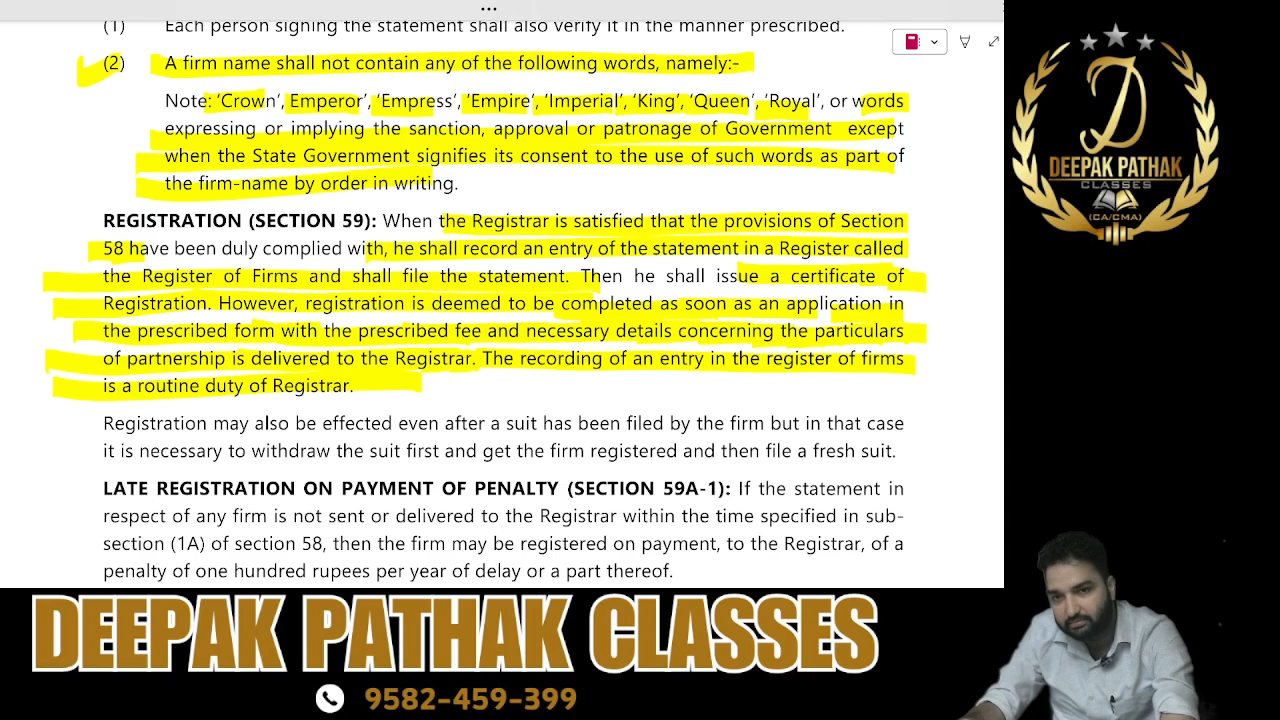 (1) Each person signing the statement shall also verify it in the manner prescribed.
(2) A firm name shall not contain any of the following words, namely:-
Note: ‘Crown’, Emperor’, ‘Empress’, ‘Empire’, ‘Imperial’, ‘King’, ‘Queen’, ‘Royal’, or words
expressing or implying the sanction, approval or patronage of Government except
when the State Government signifies its consent to the use of such words as part of
the firm-name by order in writing.
REGISTRATION (SECTION 59): When the Registrar is satisfied that the provisions of Section
58 have been duly complied with, he shall record an entry of the statement in a Register called
the Register of Firms and shall file the statement. Then he shall issue a certificate of
Registration. However, registration is deemed to be completed as soon as an application in
the prescribed form with the prescribed fee and necessary details concerning the particulars
of partnership is delivered to the Registrar. The recording of an entry in the register of firms
is a routine duty of Registrar.
Registration may also be effected even after a suit has been filed by the firm but in that case
it is necessary to withdraw the suit first and get the firm registered and then file a fresh suit.
LATE REGISTRATION ON PAYMENT OF PENALTY (SECTION 59A-1): If the statement in
respect of any firm is not sent or delivered to the Registrar within the time specified in sub-
section (1A) of section 58, then the firm may be registered on payment, to the Registrar, of a
penalty of one hundred rupees per year of delay or a part thereof.
D
DEEPAK PATHAK
CLASSES
(CA/CMA)
DEEPAK PATHAK CLASSES
9582-459-399